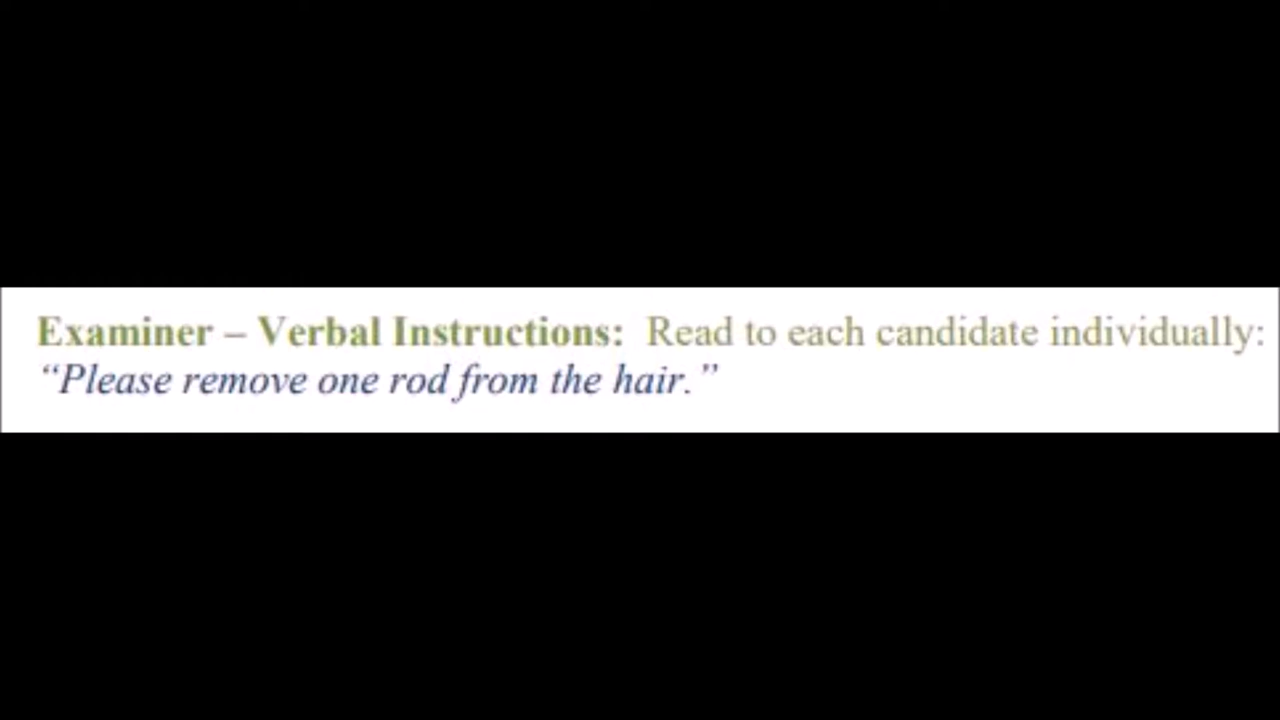 Examiner – Verbal Instructions: Read to each candidate individually:
“Please remove one rod from the hair.”